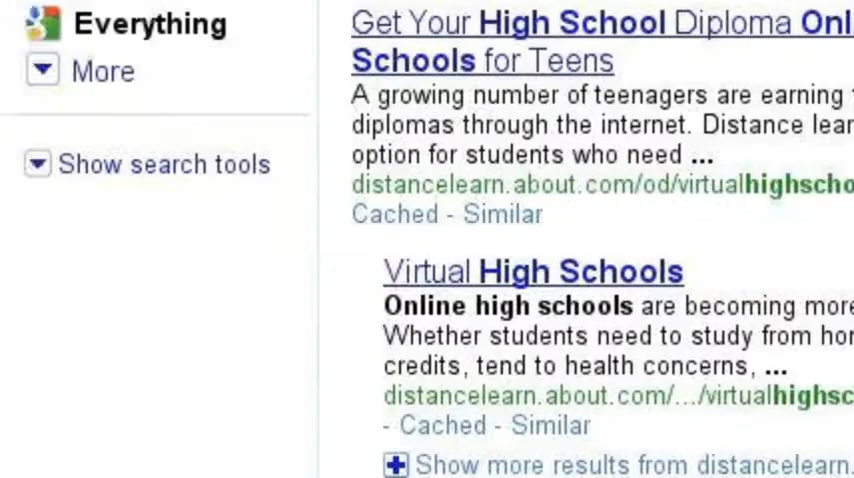 Everything
More
Show search tools
Get Your High School Diploma Onl
Schools for Teens
A growing number of teenagers are earning
diplomas through the internet. Distance lear
option for students who need ...
distancelearn.about.com/od/virtualhighscho
Cached - Similar
Virtual High Schools
Online high schools are becoming more
Whether students need to study from hor
credits, tend to health concerns, ...
distancelearn.about.com/.../virtualhighsc
- Cached - Similar
Show more results from distancelearn.